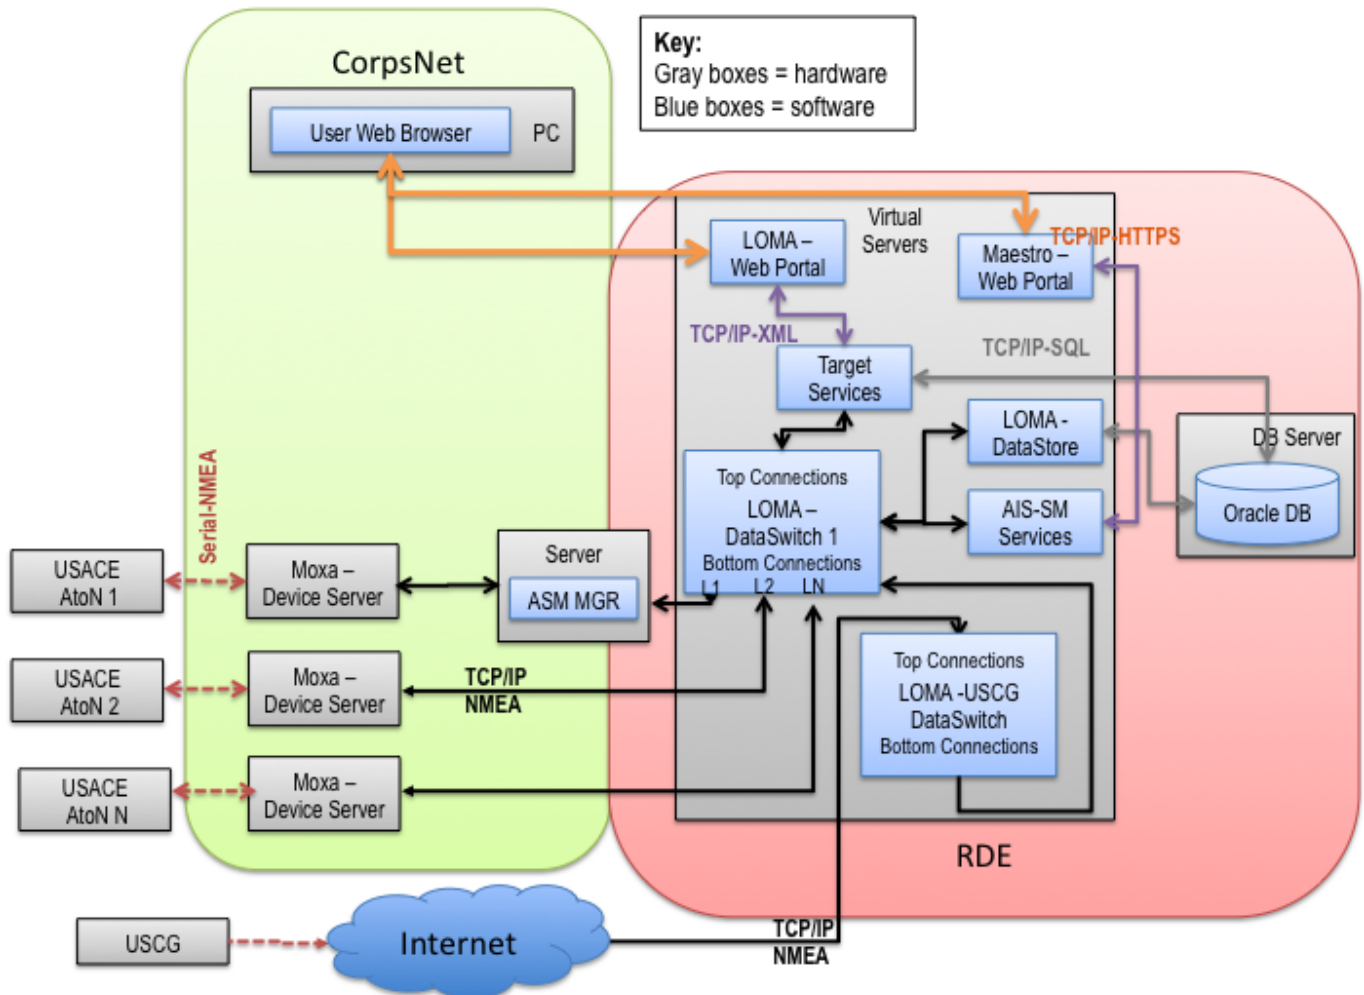 CorpsNet
Key:
Gray boxes = hardware
Blue boxes = software
User Web Browser
PC
Virtual
Servers
LOMA –
Web Portal
TCP/IP-HTTPS
Maestro –
Web Portal
TCP/IP-XML
TCP/IP-SQL
Target
Services
LOMA -
DataStore
DB Server
Oracle DB
Top Connections
LOMA –
DataSwitch 1
Bottom Connections
L1
L2
LN
AIS-SM
Services
Serial-NMEA
USACE
AtoN 1
Moxa –
Device Server
Server
ASM MGR
USACE
AtoN 2
Moxa –
Device Server
TCP/IP
NMEA
Top Connections
LOMA -USCG
DataSwitch
Bottom Connections
USACE
AtoN N
Moxa –
Device Server
RDE
USCG
Internet
TCP/IP
NMEA